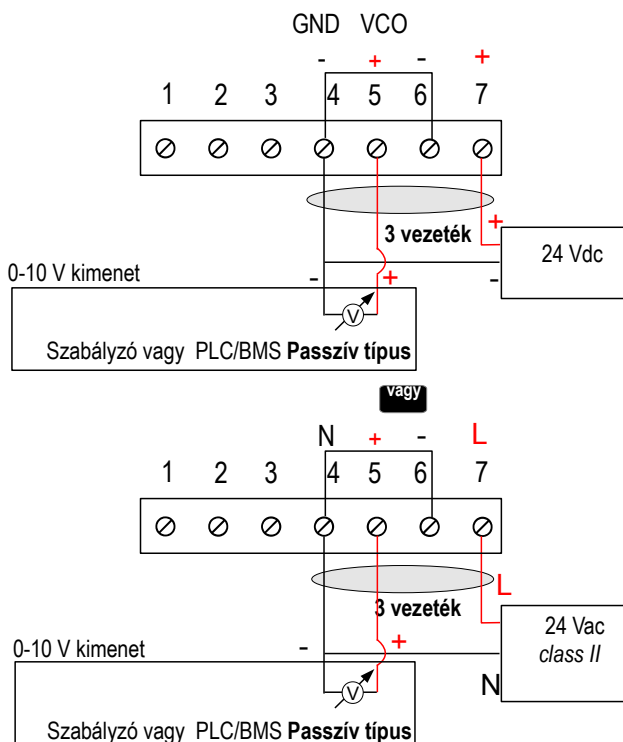 GND VCO
- + - +
1 2 3 4 5 6 7
3 vezeték
+
24 Vdc
-
0-10 V kimenet
- +
V
Szabályzó vagy PLC/BMS Passzív típus
vagy
N + - L
1 2 3 4 5 6 7
L
3 vezeték
24 Vac
class II
N
0-10 V kimenet
- +
V
Szabályzó vagy PLC/BMS Passzív típus